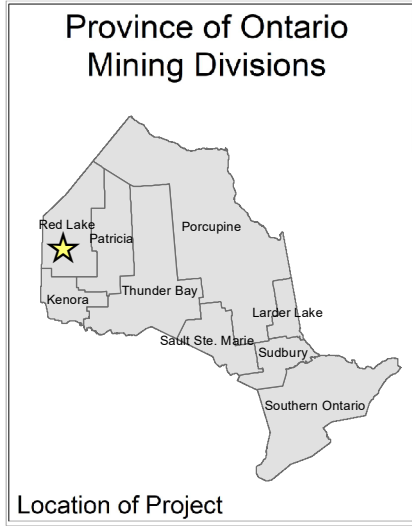 Province of Ontario
Mining Divisions
Red Lake
Patricia
Porcupine
Kenora
Thunder Bay
Larder Lake
Sault Ste. Marie
Sudbury
Southern Ontario
Location of Project